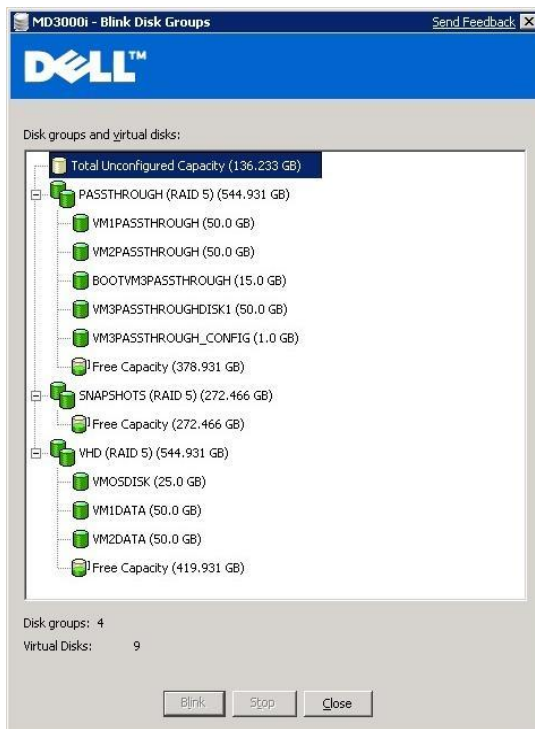 MD3000i - Blink Disk Groups Send Feedback
DELL™
Disk groups and virtual disks:
Total Unconfigured Capacity (136.233 GB)
PASSTHROUGH (RAID 5) (544.931 GB)
VM1PASSTHROUGH (50.0 GB)
VM2PASSTHROUGH (50.0 GB)
BOOTVM3PASSTHROUGH (15.0 GB)
VM3PASSTHROUGHDISK1 (50.0 GB)
VM3PASSTHROUGH_CONFIG (1.0 GB)
Free Capacity (378.931 GB)
SNAPSHOTS (RAID 5) (272.466 GB)
Free Capacity (272.466 GB)
VHD (RAID 5) (544.931 GB)
VMOSDISK (25.0 GB)
VM1DATA (50.0 GB)
VM2DATA (50.0 GB)
Free Capacity (419.931 GB)
Disk groups: 4
Virtual Disks: 9
Blink Stop Close